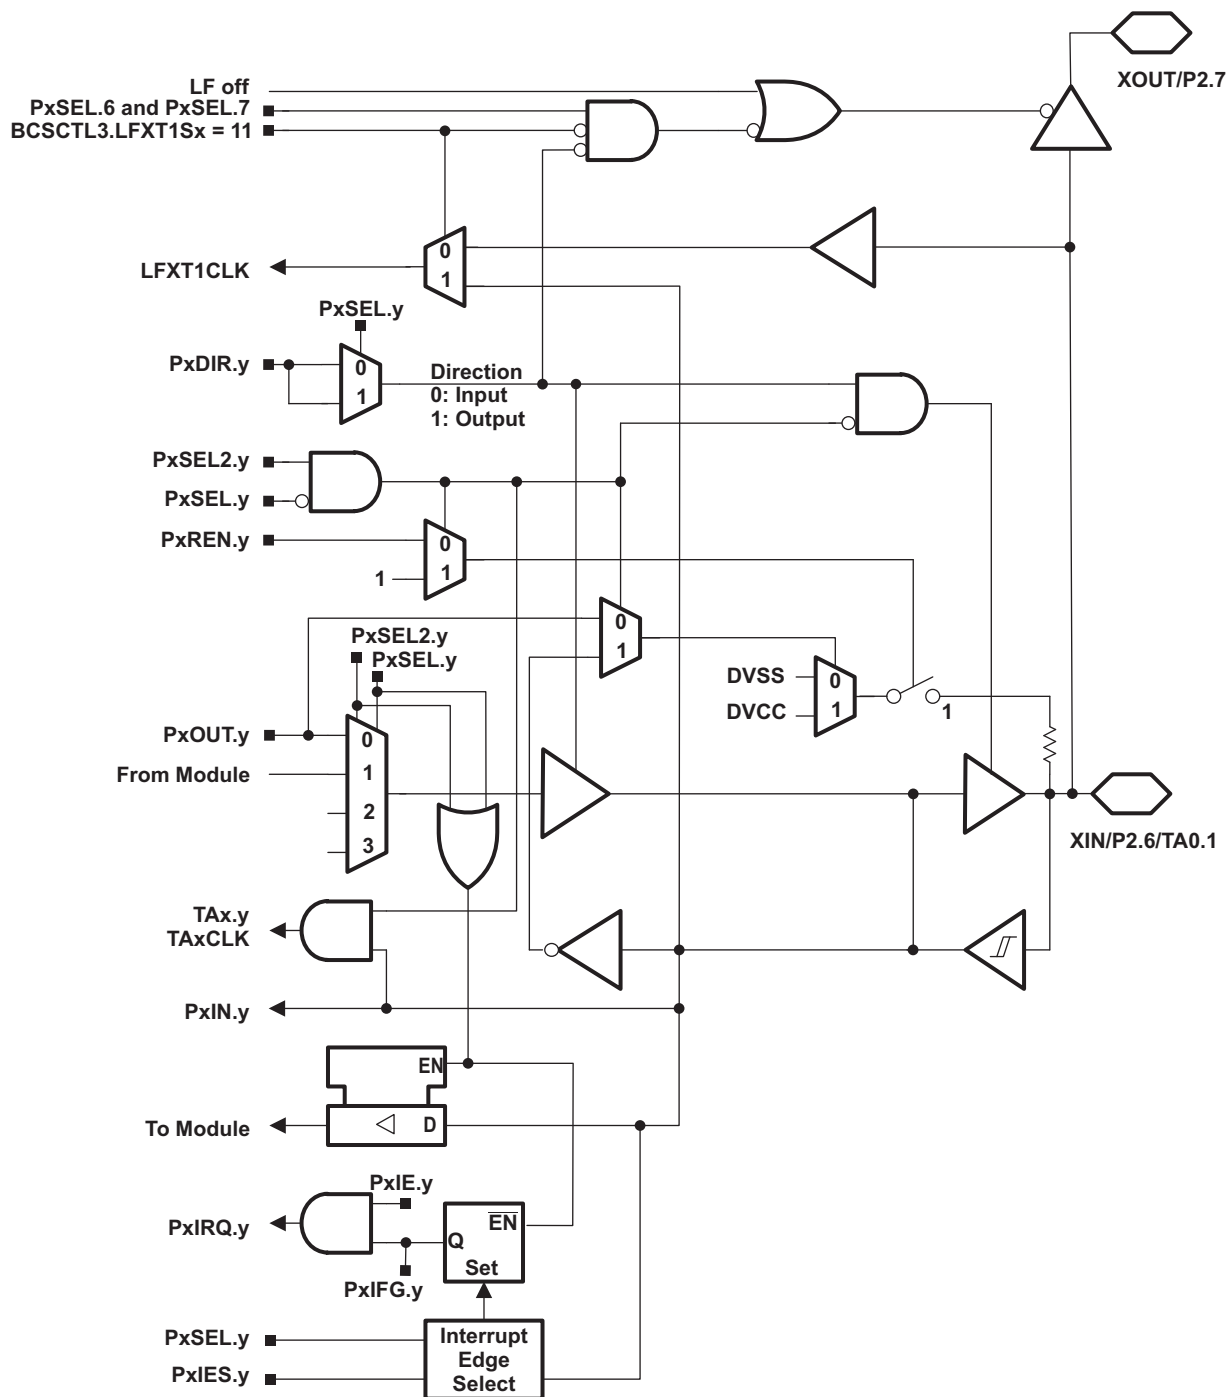 XOUT/P2.7
LF off
PxSEL.6 and PxSEL.7
BCSCTL3.LFXT1Sx = 11
0
1
LFXT1CLK
PxSEL.y
PxDIR.y
0
1
Direction
0: Input
1: Output
PxSEL2.y
PxSEL.y
PxREN.y
0
1
1
0
1
PxSEL2.y
PxSEL.y
DVSS
DVCC
0
1
1
PxOUT.y
From Module
0
1
2
3
XIN/P2.6/TA0.1
TAx.y
TAxCLK
PxIN.y
EN
D
To Module
PxIE.y
PxIRQ.y
EN
Q
Set
PxIFG.y
PxSEL.y
PxIES.y
Interrupt
Edge
Select